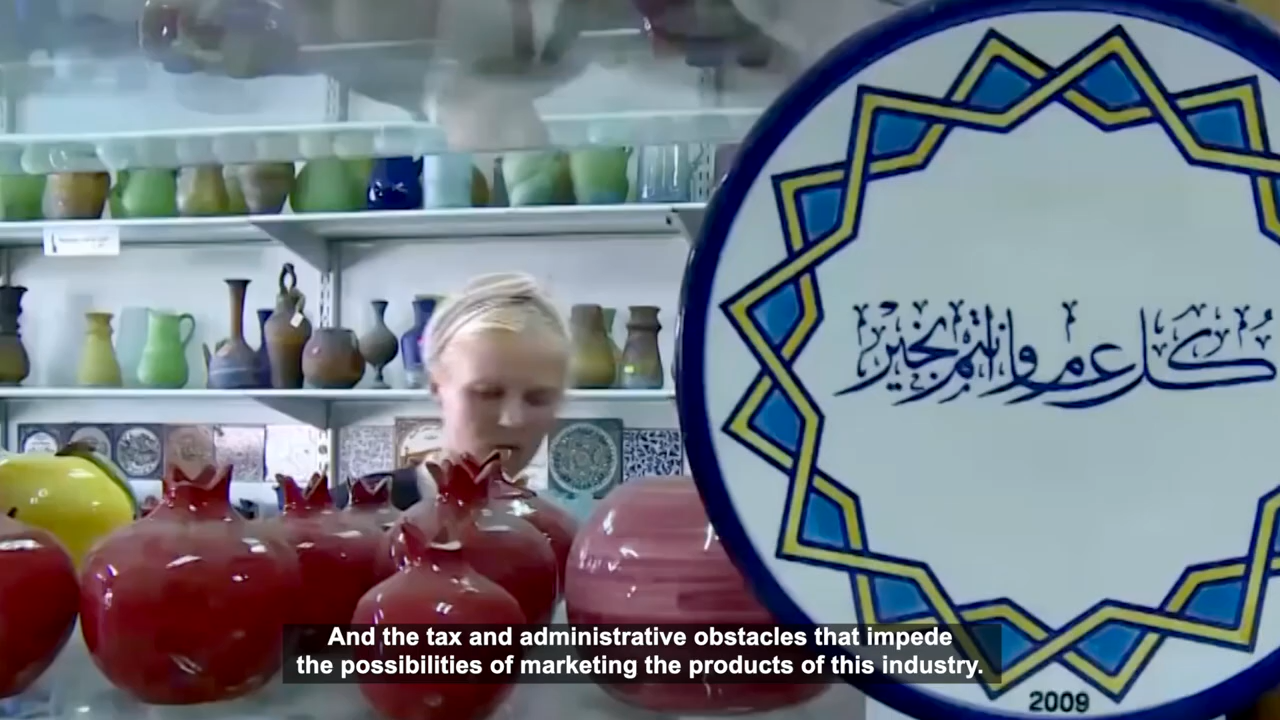 كل عام وانتم بخير
2009
And the tax and administrative obstacles that impede
the possibilities of marketing the products of this industry.